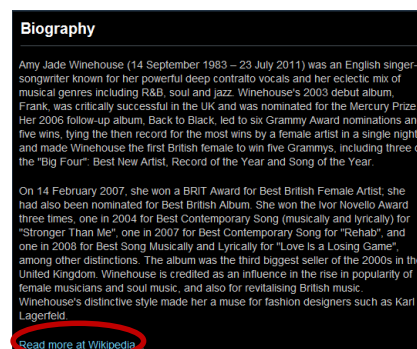 Biography
Amy Jade Winehouse (14 September 1983 – 23 July 2011) was an English singer-
songwriter known for her powerful deep contralto vocals and her eclectic mix of
musical genres including R&B, soul and jazz. Winehouse's 2003 debut album,
Frank, was critically successful in the UK and was nominated for the Mercury Prize
Her 2006 follow-up album, Back to Black, led to six Grammy Award nominations an
five wins, tying the then record for the most wins by a female artist in a single night
and made Winehouse the first British female to win five Grammys, including three
the "Big Four": Best New Artist, Record of the Year and Song of the Year.
On 14 February 2007, she won a BRIT Award for Best British Female Artist; she
had also been nominated for Best British Album. She won the Ivor Novello Award
three times, one in 2004 for Best Contemporary Song (musically and lyrically) for
"Stronger Than Me", one in 2007 for Best Contemporary Song for "Rehab", and
one in 2008 for Best Song Musically and Lyrically for "Love Is a Losing Game",
among other distinctions. The album was the third biggest seller of the 2000s in the
United Kingdom. Winehouse is credited as an influence in the rise in popularity of
female musicians and soul music, and also for revitalising British music.
Winehouse's distinctive style made her a muse for fashion designers such as Karl
Lagerfeld.
Read more at Wikipedia